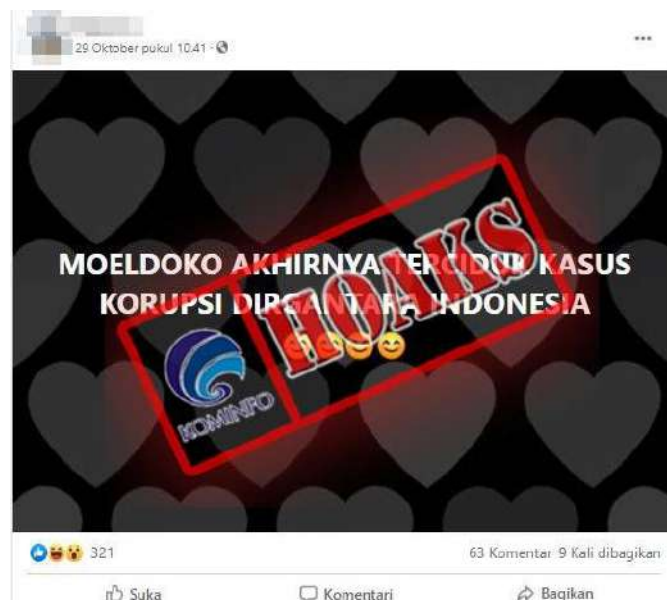 29 Oktober pukul 10.41 ·
MOELDOKO AKHIRNYA TERCIDUK KASUS
KORUPSI DIRGANTARA INDONESIA
HOAKS
KOMINFO
321
63 Komentar 9 Kali dibagikan
Suka
Komentari
Bagikan